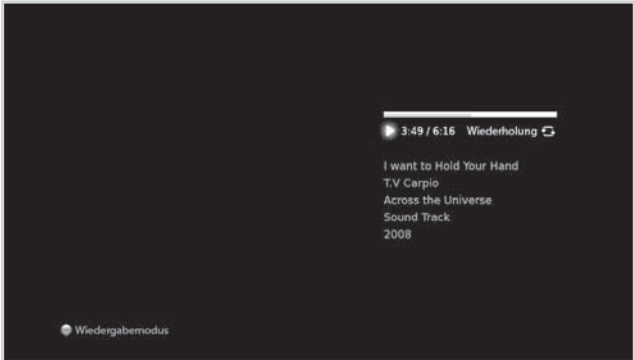 3:49 / 6:16 Wiederholung
I want to Hold Your Hand
T.V Carpio
Across the Universe
Sound Track
2008
Wiedergabemodus